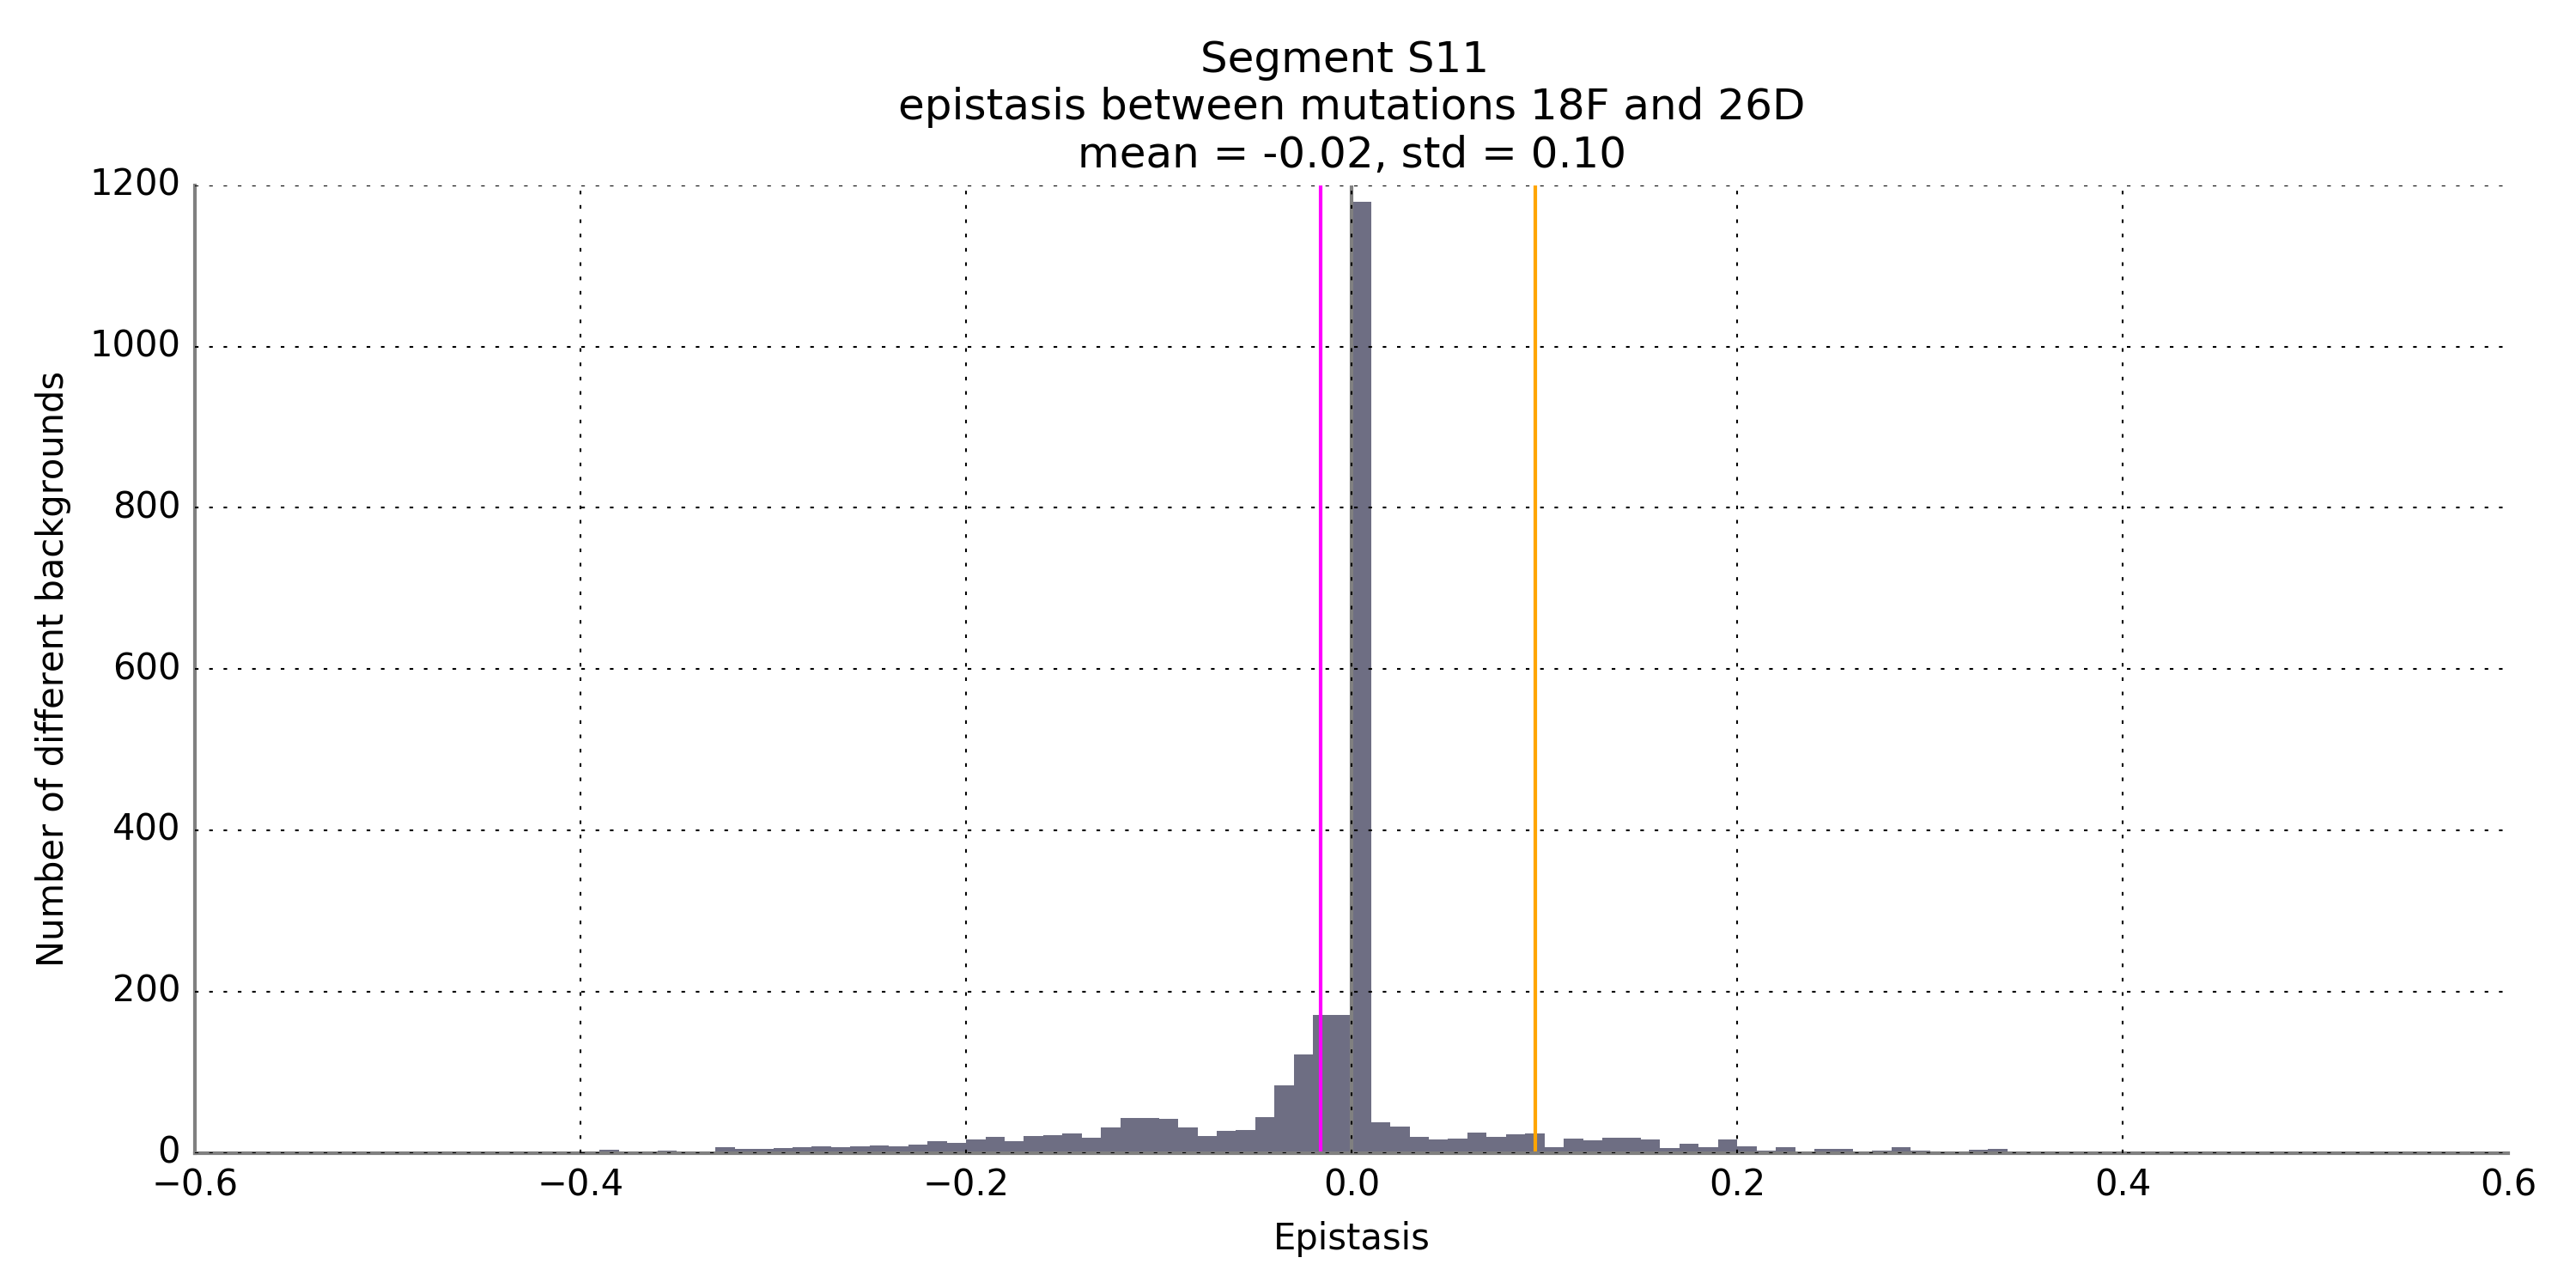 Segment S11
epistasis between mutations 18F and 26D
mean = -0.02, std = 0.10
1200
1000
800
600
400
200
0
Number of different backgrounds
−0.6 −0.4 −0.2 0.0 0.2 0.4 0.6
Epistasis